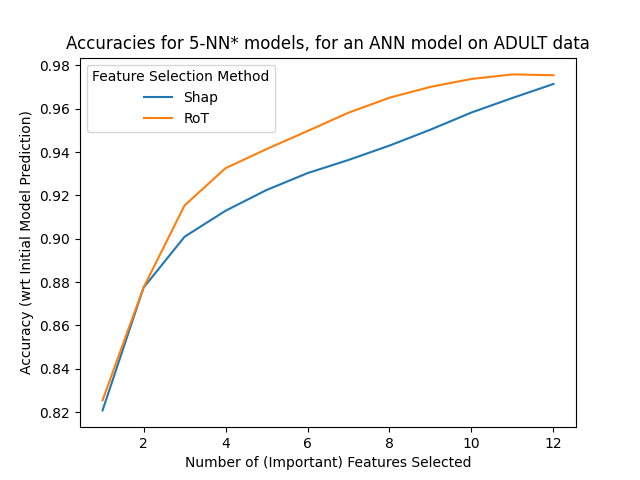 Accuracies for 5-NN* models, for an ANN model on ADULT data
Feature Selection Method
Shap
RoT
Accuracy (wrt Initial Model Prediction)
0.98
0.96
0.94
0.92
0.90
0.88
0.86
0.84
0.82
2 4 6 8 10 12
Number of (Important) Features Selected